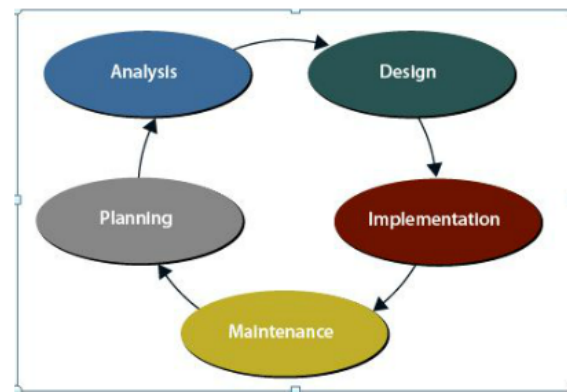 Analysis
Design
Planning
Implementation
Maintenance